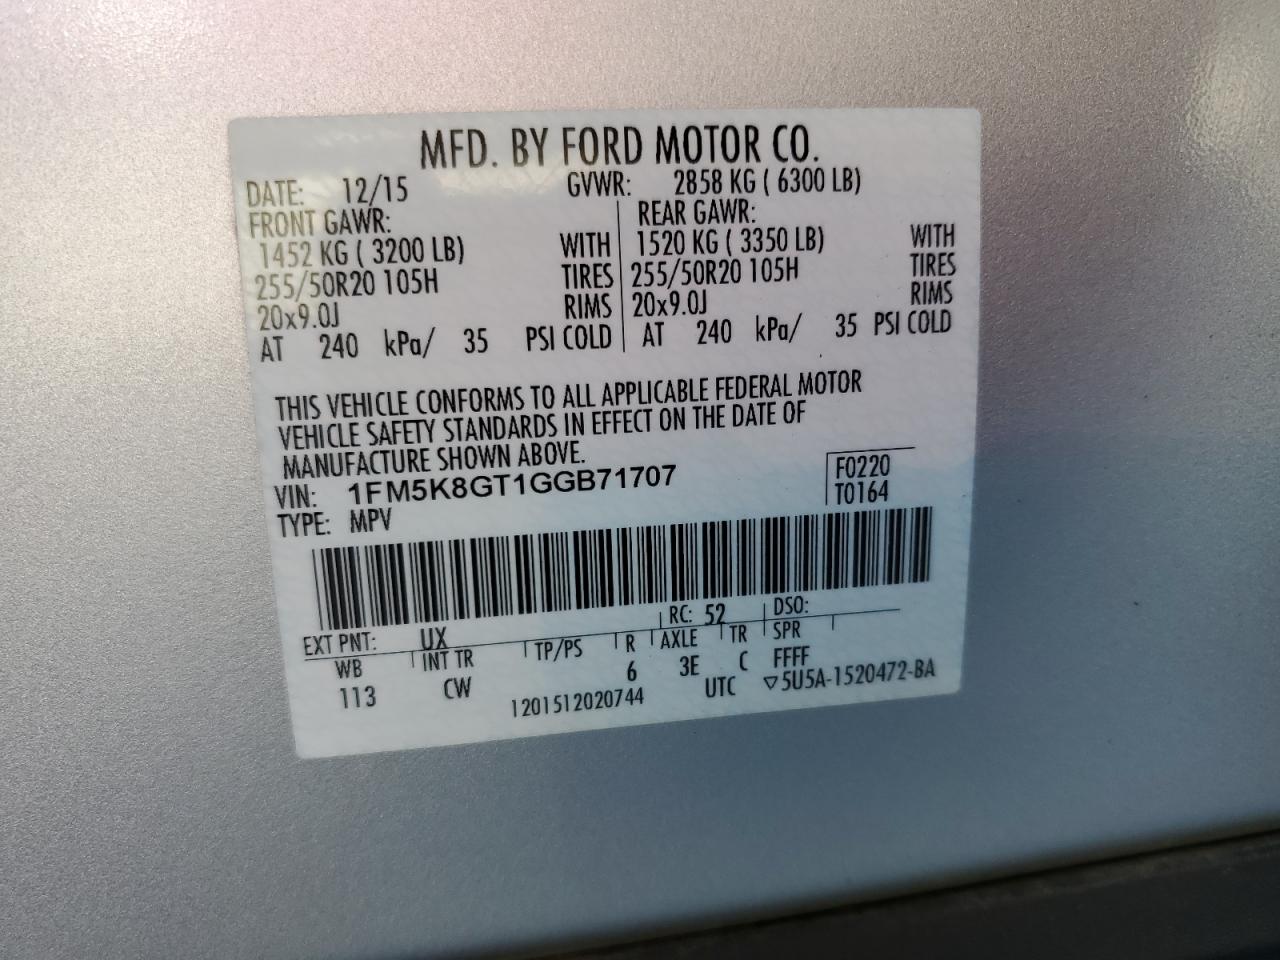 MFD. BY FORD MOTOR CO.
DATE: 12/15 GVWR: 2858 KG ( 6300 LB)
FRONT GAWR: REAR GAWR:
1452 KG ( 3200 LB) WITH 1520 KG ( 3350 LB) WITH
255/50R20 105H TIRES 255/50R20 105H TIRES
20x9.0J RIMS 20x9.0J RIMS
AT 240 kPa/ 35 PSI COLD AT 240 kPa/ 35 PSI COLD
THIS VEHICLE CONFORMS TO ALL APPLICABLE FEDERAL MOTOR
VEHICLE SAFETY STANDARDS IN EFFECT ON THE DATE OF
MANUFACTURE SHOWN ABOVE.
VIN: 1FM5K8GT1GGB71707 F0220
TYPE: MPV T0164
EXT PNT: UX RC: 52 DSO:
WB INT TR TP/PS R AXLE TR SPR
113 CW 6 3E C FFFF
1201512020744 UTC ▽5U5A-1520472-BA